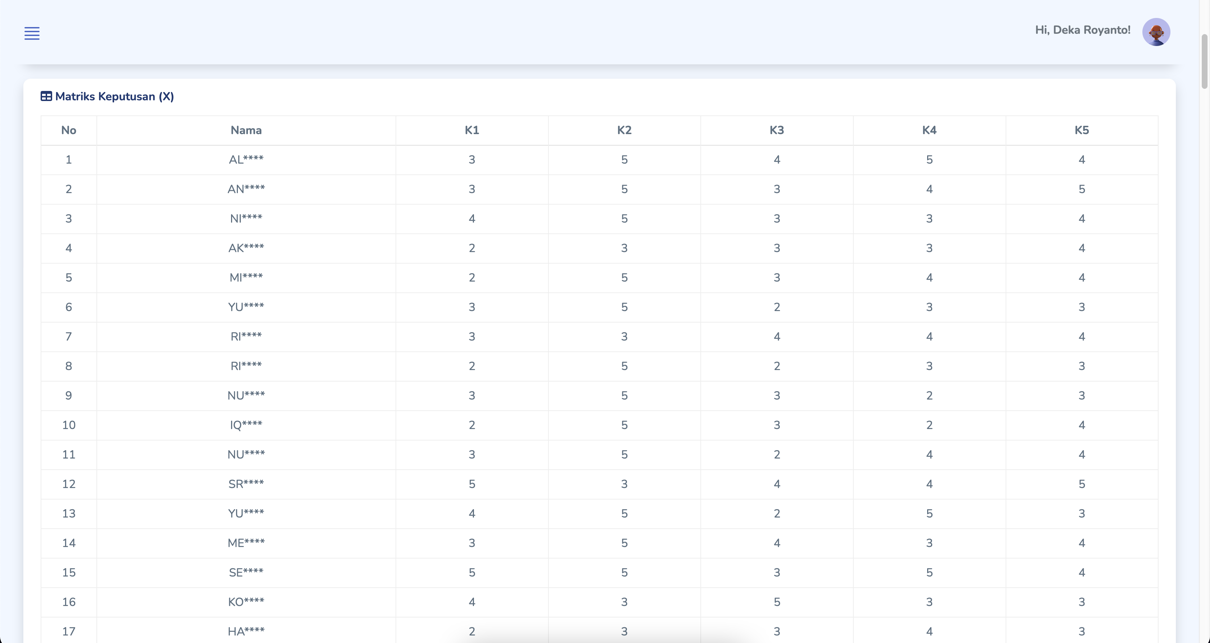 Hi, Deka Royanto!
Matriks Keputusan (X)
No Nama K1 K2 K3 K4 K5
1 AL**** 3 5 4 5 4
2 AN**** 3 5 3 4 5
3 NI**** 4 5 3 3 4
4 AK**** 2 3 3 3 4
5 MI**** 2 5 3 4 4
6 YU**** 3 5 2 3 3
7 RI**** 3 3 4 4 4
8 RI**** 2 5 2 3 3
9 NU**** 3 5 3 2 3
10 IQ**** 2 5 3 2 4
11 NU**** 3 5 2 4 4
12 SR**** 5 3 4 4 5
13 YU**** 4 5 2 5 3
14 ME**** 3 5 4 3 4
15 SE**** 5 5 3 5 4
16 KO**** 4 3 5 3 3
17 HA**** 2 3 3 4 3